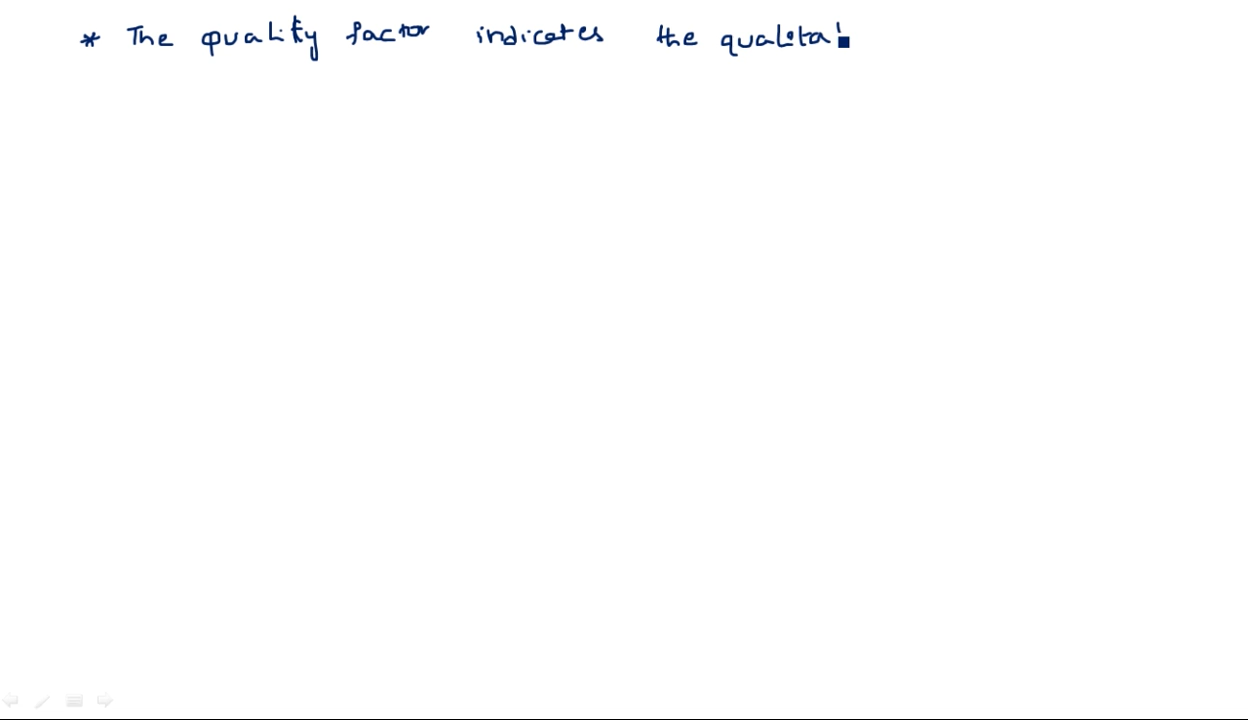 * The quality factor indicates the qualita